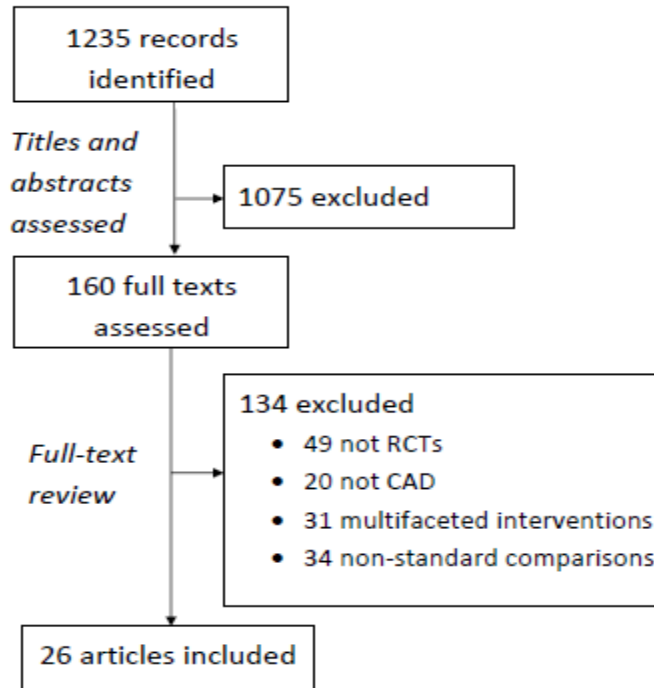 1235 records
identified
Titles and
abstracts
assessed
1075 excluded
160 full texts
assessed
134 excluded
• 49 not RCTs
• 20 not CAD
• 31 multifaceted interventions
• 34 non-standard comparisons
Full-text
review
26 articles included